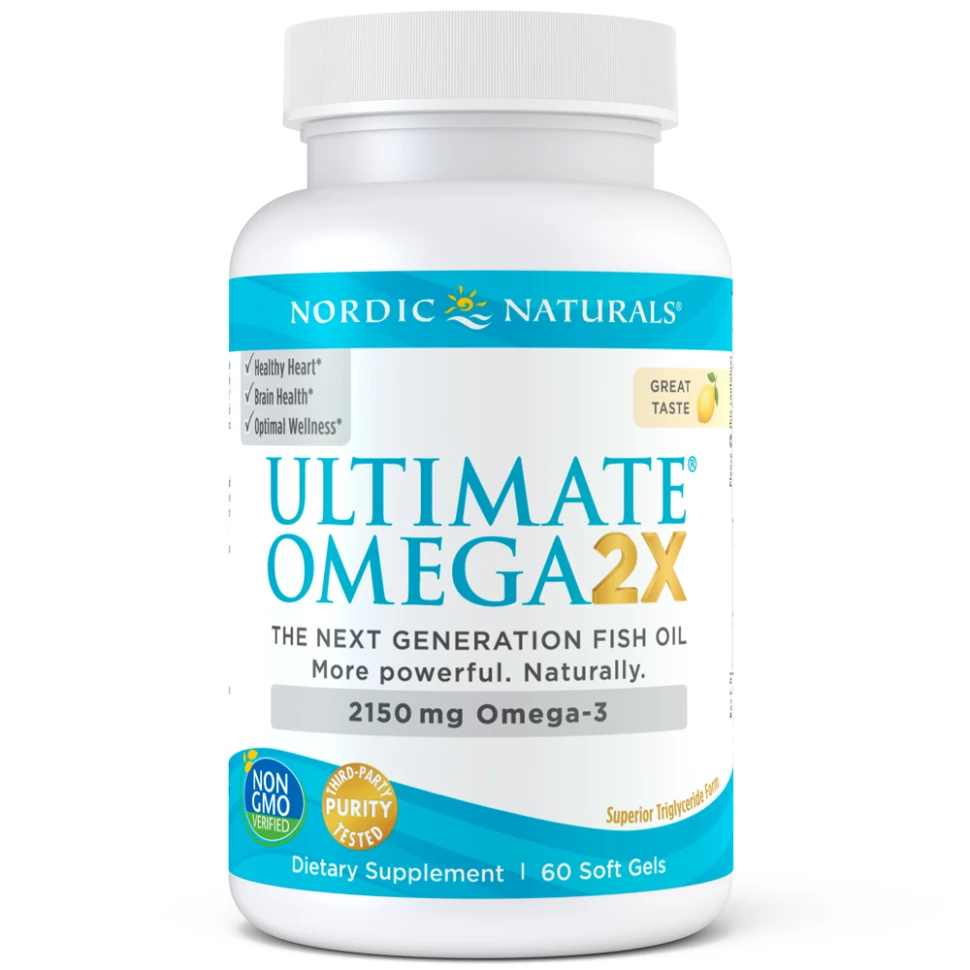 NORDIC NATURALS®
✓ Healthy Heart*
✓ Brain Health*
✓ Optimal Wellness*
GREAT
TASTE
ULTIMATE®
OMEGA2X
THE NEXT GENERATION FISH OIL
More powerful. Naturally.
2150 mg Omega-3
NON
GMO
VERIFIED
THIRD-PARTY
PURITY
TESTED
Superior Triglyceride Form
Dietary Supplement | 60 Soft Gels